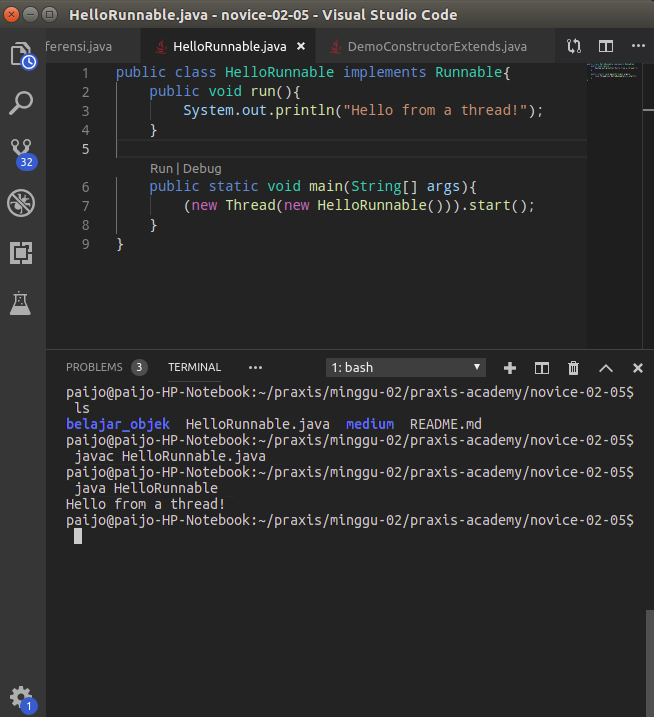 HelloRunnable.java - novice-02-05 - Visual Studio Code
ferensi.java HelloRunnable.java × DemoConstructorExtends.java
1 public class HelloRunnable implements Runnable{
2 public void run(){
3 System.out.println("Hello from a thread!");
4 }
5
Run | Debug
6 public static void main(String[] args){
7 (new Thread(new HelloRunnable())).start();
8 }
9 }
32
1
PROBLEMS 3 TERMINAL ••• 1: bash
paijo@paijo-HP-Notebook:~/praxis/minggu-02/praxis-academy/novice-02-05$
ls
belajar_objek HelloRunnable.java medium README.md
paijo@paijo-HP-Notebook:~/praxis/minggu-02/praxis-academy/novice-02-05$
javac HelloRunnable.java
paijo@paijo-HP-Notebook:~/praxis/minggu-02/praxis-academy/novice-02-05$
java HelloRunnable
Hello from a thread!
paijo@paijo-HP-Notebook:~/praxis/minggu-02/praxis-academy/novice-02-05$